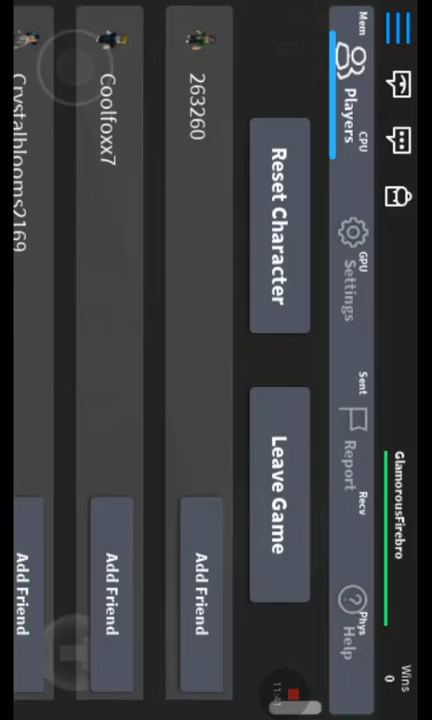 GlamorousFirebro
Wins
0
Mem
CPU
GPU
Sent
Recv
Phys
Players
Settings
Report
Help
Reset Character
Leave Game
263260
Add Friend
Coolfoxx7
Add Friend
Crystalblooms2169
Add Friend